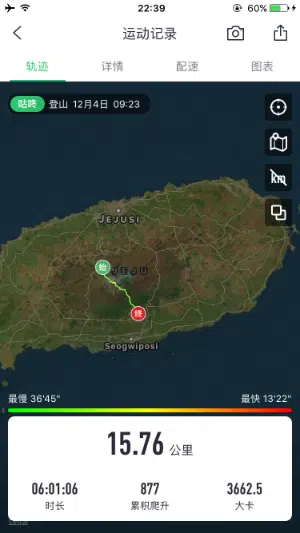 22:39
60%
运动记录
轨迹 详情 配速 图表
咕咚 登山 12月4日 09:23
km
JEJUSI
始 JEJU
终
Seogwiposi
最慢 36'45" 最快 13'22"
15.76 公里
06:01:06 877 3662.5
时长 累积爬升 大卡
Legal